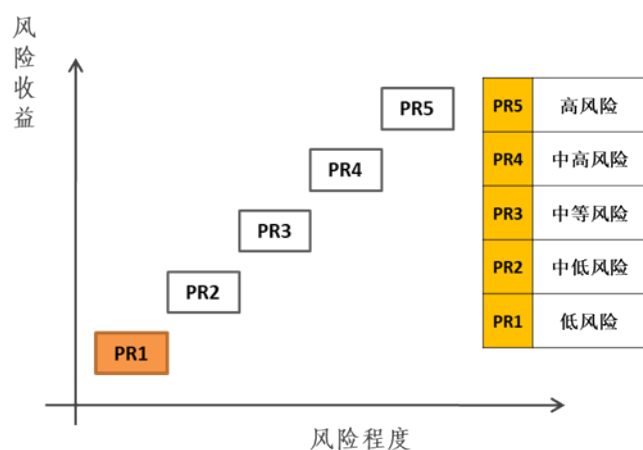 风险收益
PR5
PR4
PR3
PR2
PR1
风险程度
PR5 高风险
PR4 中高风险
PR3 中等风险
PR2 中低风险
PR1 低风险